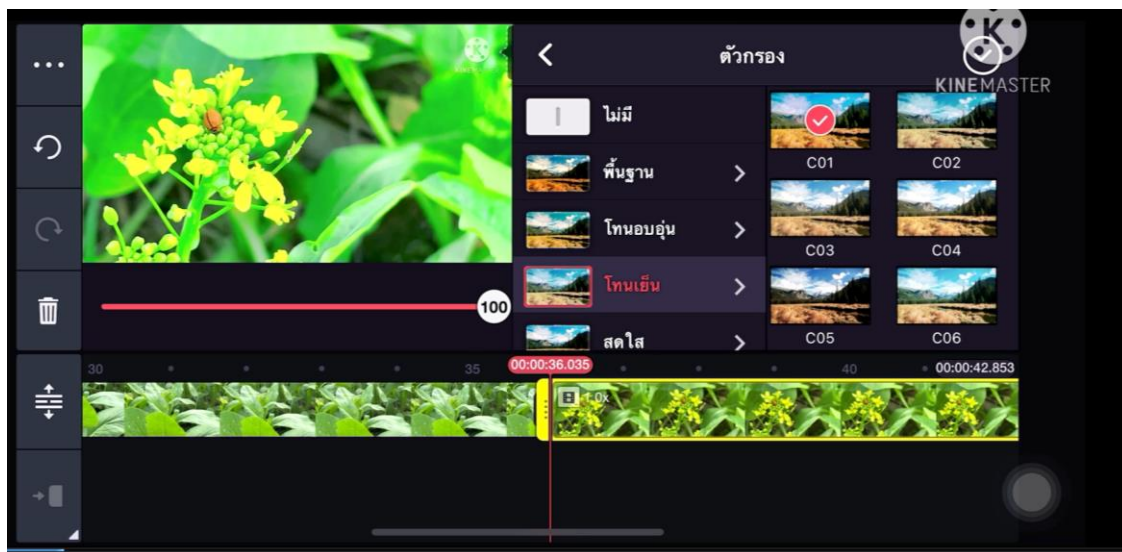 ตัวกรอง
KINEMASTER
ไม่มี
พื้นฐาน
โทนอบอุ่น
โทนเย็น
สดใส
C01 C02
C03 C04
C05 C06
100
30 35 00:00:36.035 40 00:00:42.853
1.0x